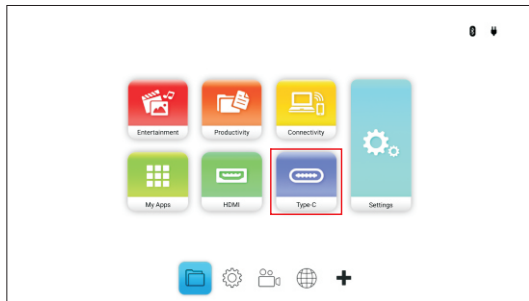 Entertainment
Productivity
Connectivity
My Apps
HDMI
Type-C
Settings